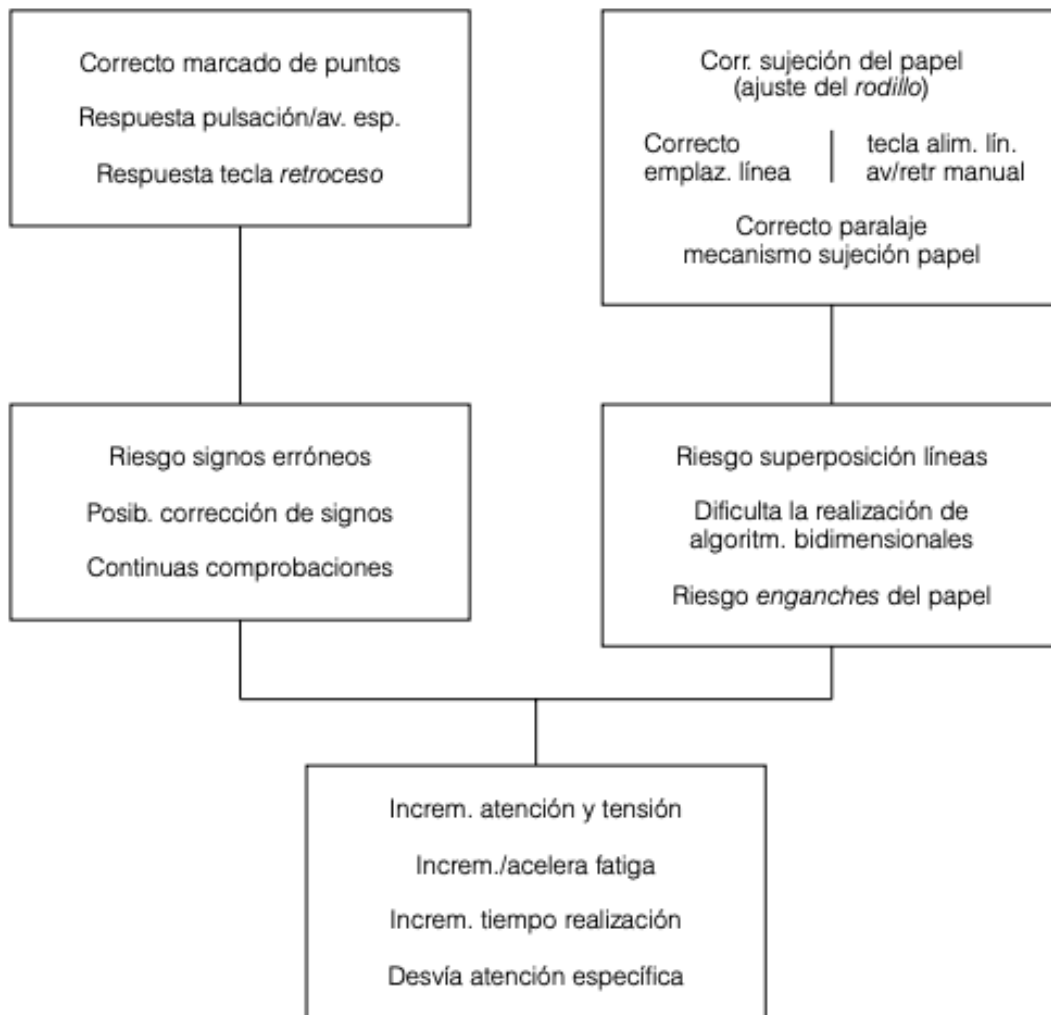 Correcto marcado de puntos
Respuesta pulsación/av. esp.
Respuesta tecla retroceso
Corr. sujeción del papel
(ajuste del rodillo)
Correcto
emplaz. línea
tecla alim. lín.
av/retr manual
Correcto paralaje
mecanismo sujeción papel
Riesgo signos erróneos
Posib. corrección de signos
Continuas comprobaciones
Riesgo superposición líneas
Dificulta la realización de
algoritm. bidimensionales
Riesgo enganches del papel
Increm. atención y tensión
Increm./acelera fatiga
Increm. tiempo realización
Desvía atención específica